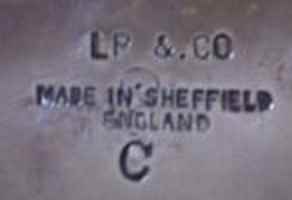 LP & .CO
MADE IN SHEFFIELD
ENGLAND
C